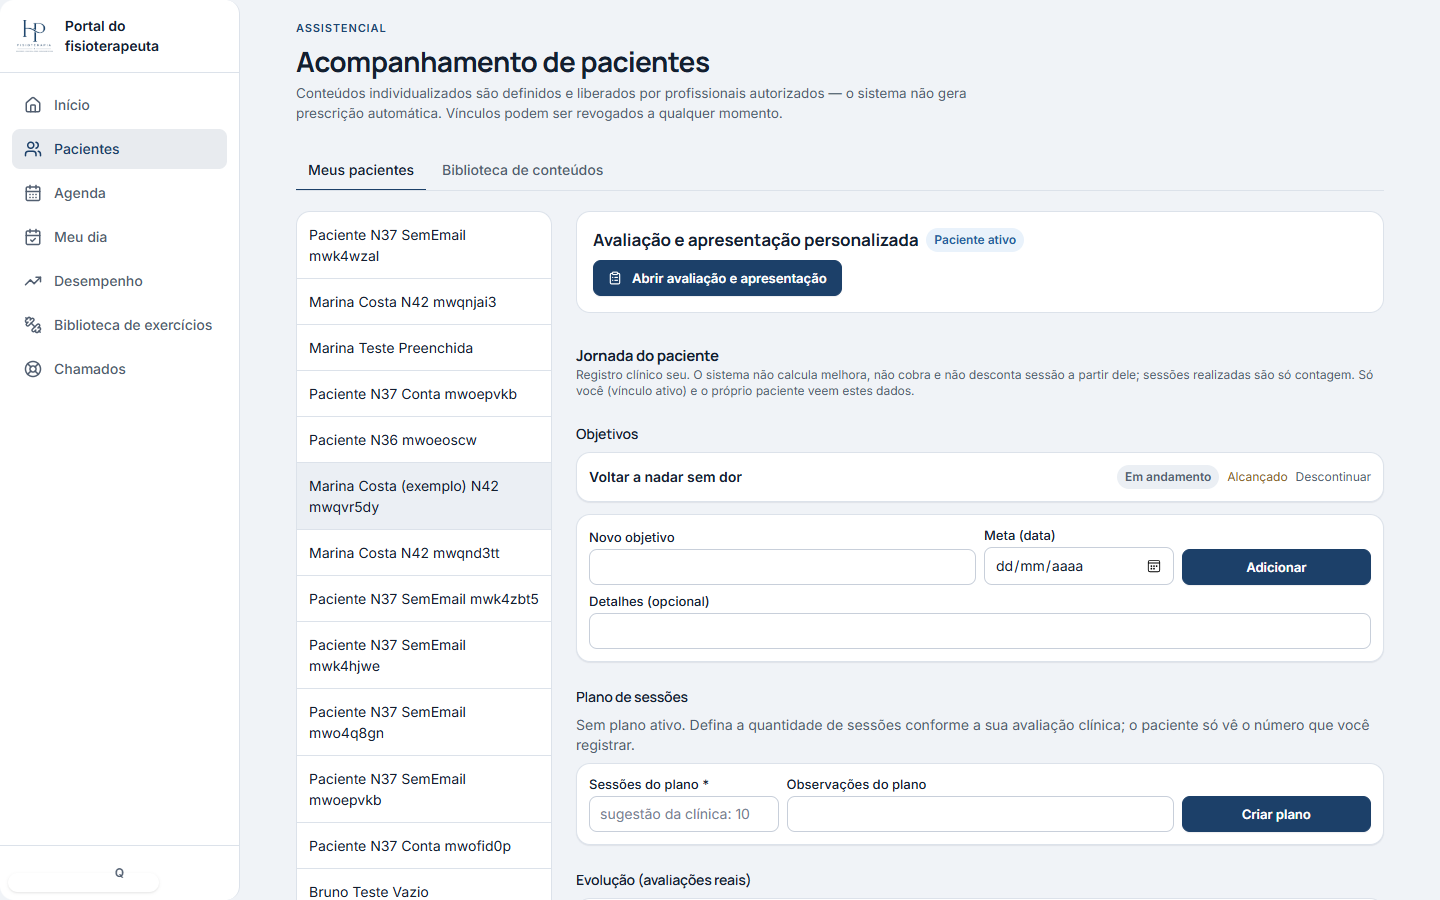 hp
FISIOTERAPIA
Portal do
fisioterapeuta
Início
Pacientes
Agenda
Meu dia
Desempenho
Biblioteca de exercícios
Chamados
Q
ASSISTENCIAL
Acompanhamento de pacientes
Conteúdos individualizados são definidos e liberados por profissionais autorizados — o sistema não gera
prescrição automática. Vínculos podem ser revogados a qualquer momento.
Meus pacientes
Biblioteca de conteúdos
Paciente N37 SemEmail
mwk4wzal
Marina Costa N42 mwqnjai3
Marina Teste Preenchida
Paciente N37 Conta mwoepvkb
Paciente N36 mwoeoscw
Marina Costa (exemplo) N42
mwqvr5dy
Marina Costa N42 mwqnd3tt
Paciente N37 SemEmail mwk4zbt5
Paciente N37 SemEmail
mwk4hjwe
Paciente N37 SemEmail
mwo4q8gn
Paciente N37 SemEmail
mwoepvkb
Paciente N37 Conta mwofid0p
Bruno Teste Vazio
Avaliação e apresentação personalizada
Paciente ativo
Abrir avaliação e apresentação
Jornada do paciente
Registro clínico seu. O sistema não calcula melhora, não cobra e não desconta sessão a partir dele; sessões realizadas são só contagem. Só
você (vínculo ativo) e o próprio paciente veem estes dados.
Objetivos
Voltar a nadar sem dor
Em andamento
Alcançado
Descontinuar
Novo objetivo
Meta (data)
dd/mm/aaaa
Adicionar
Detalhes (opcional)
Plano de sessões
Sem plano ativo. Defina a quantidade de sessões conforme a sua avaliação clínica; o paciente só vê o número que você
registrar.
Sessões do plano *
Observações do plano
sugestão da clínica: 10
Criar plano
Evolução (avaliações reais)